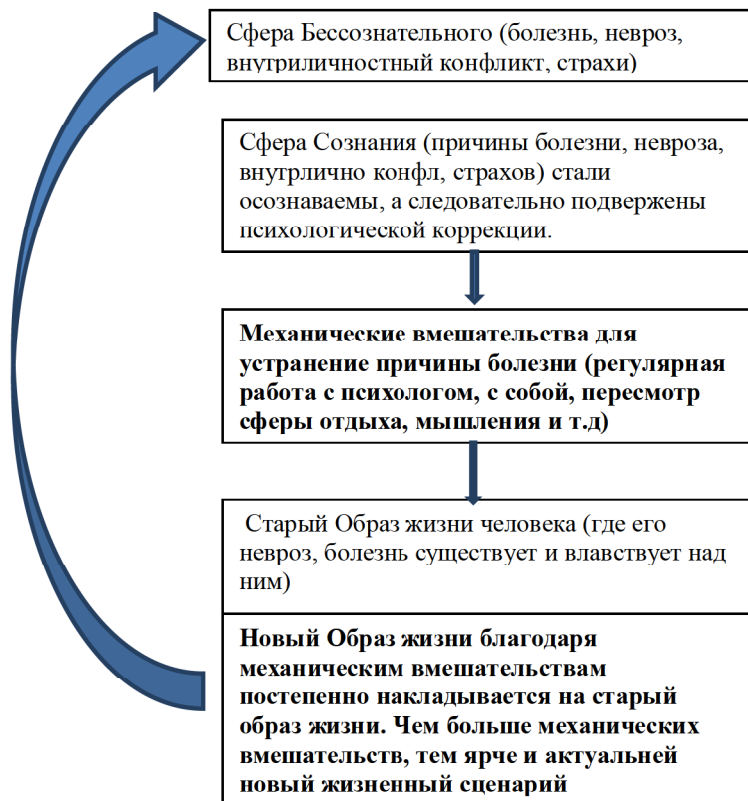 Сфера Бессознательного (болезнь, невроз,
внутриличностный конфликт, страхи)
Сфера Сознания (причины болезни, невроза,
внутрлично конфл, страхов) стали
осознаваемы, а следовательно подвержены
психологической коррекции.
Механические вмешательства для
устранение причины болезни (регулярная
работа с психологом, с собой, пересмотр
сферы отдыха, мышления и т.д)
Старый Образ жизни человека (где его
невроз, болезнь существует и влавствует над
ним)
Новый Образ жизни благодаря
механическим вмешательствам
постепенно накладывается на старый
образ жизни. Чем больше механических
вмешательств, тем ярче и актуальней
новый жизненный сценарий